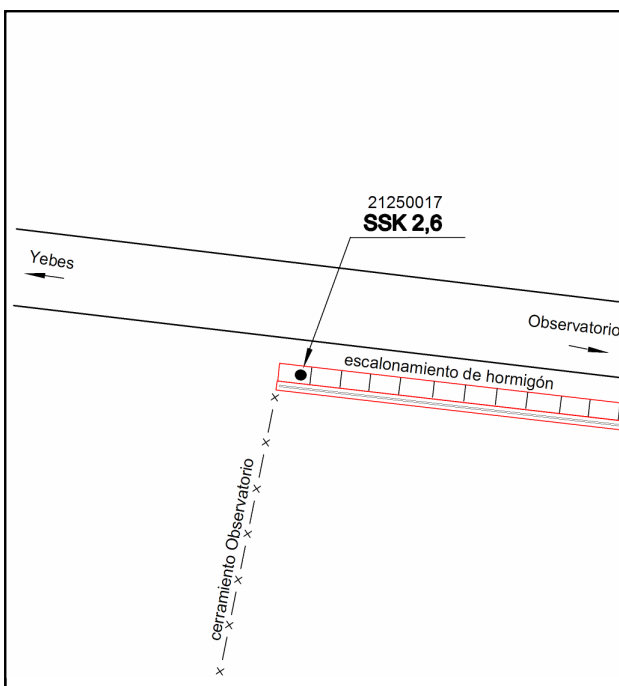 21250017
SSK 2,6
Yebes
Observatorio
escalonamiento de hormigón
cerramiento Observatorio